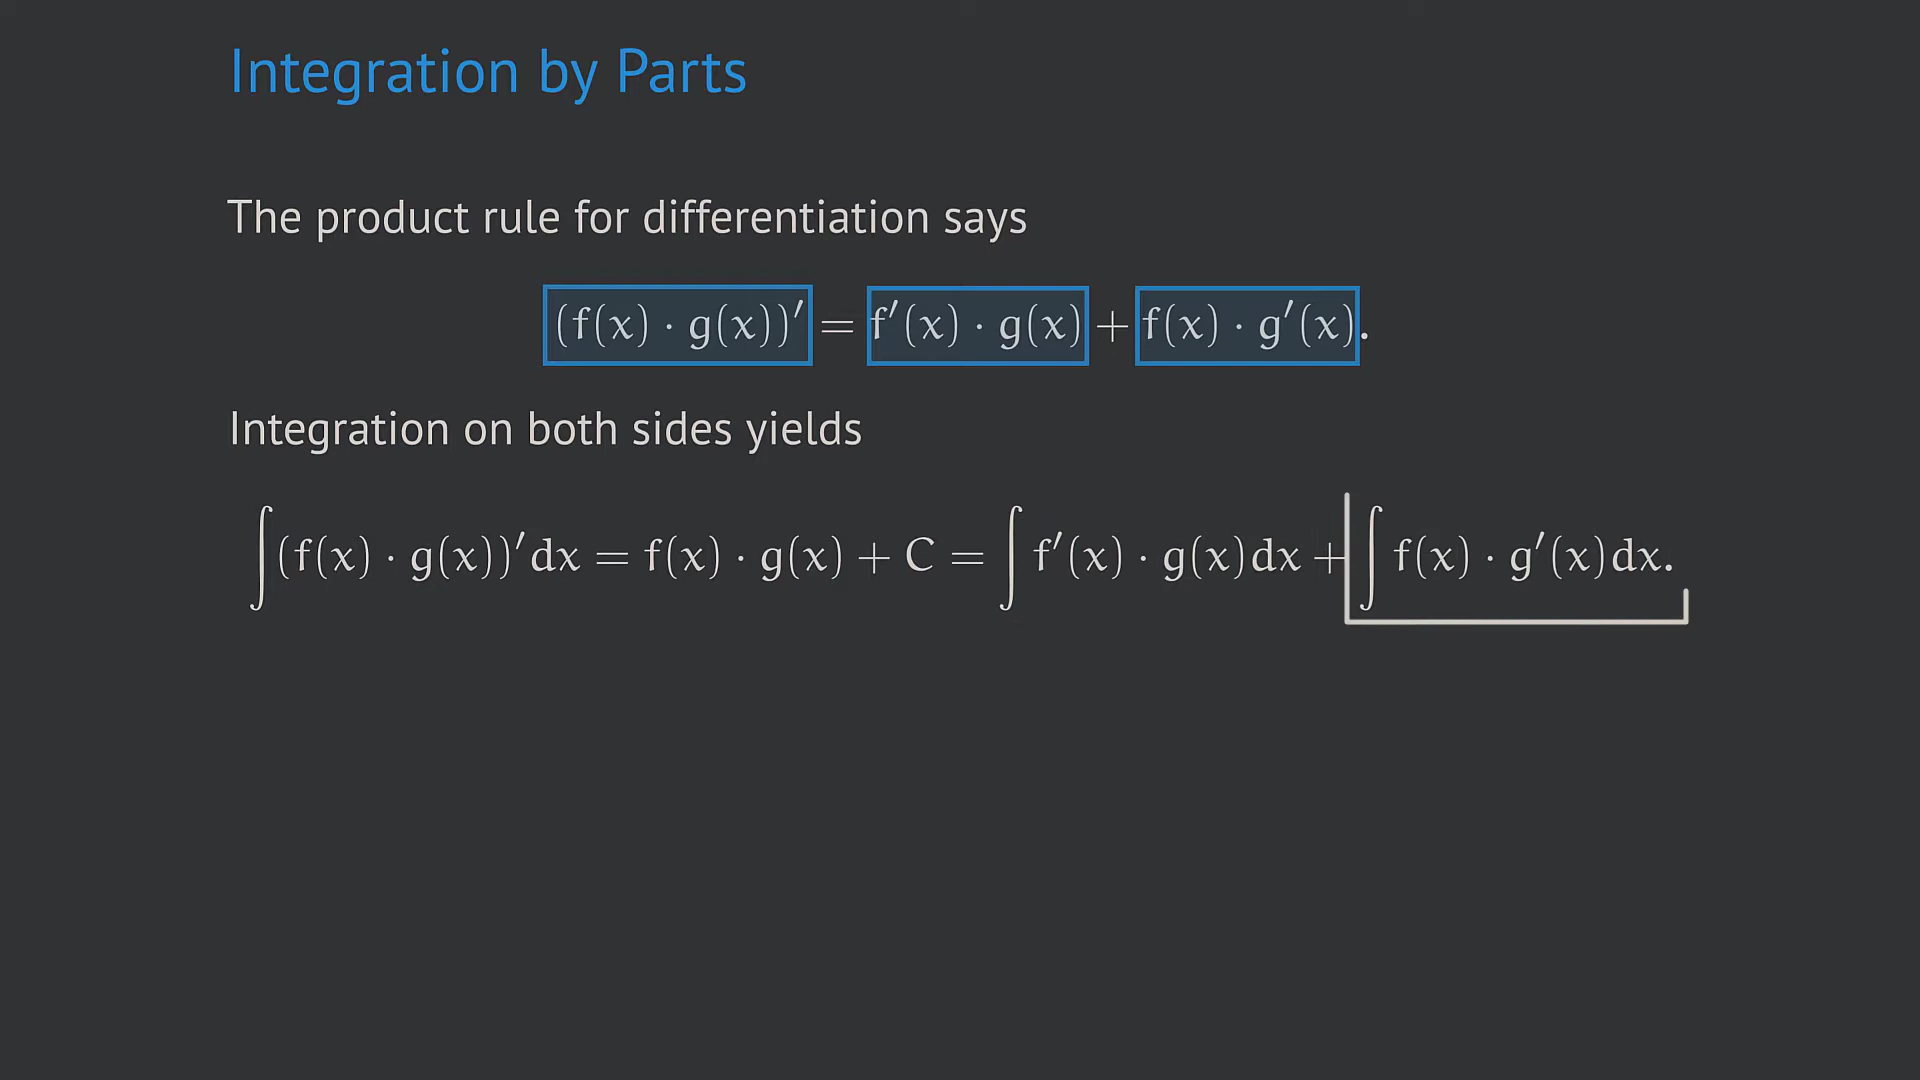 Integration by Parts
The product rule for differentiation says
(f(x) · g(x))′ = f′(x) · g(x) + f(x) · g′(x).
Integration on both sides yields
∫(f(x) · g(x))′dx = f(x) · g(x) + C = ∫f′(x) · g(x)dx + ∫f(x) · g′(x)dx.